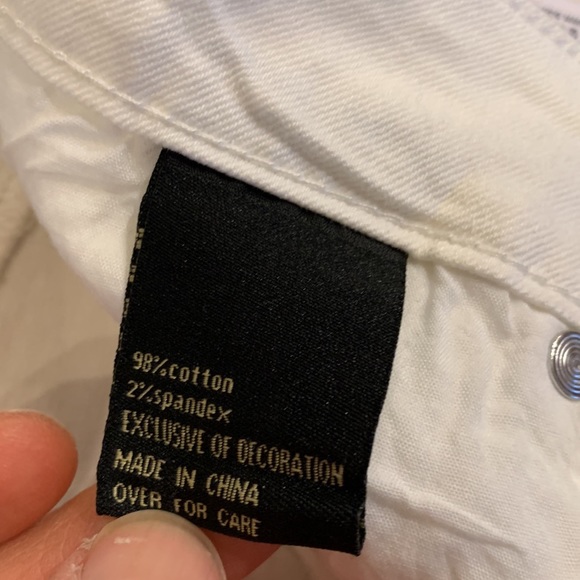 98%cotton
2%spandex
EXCLUSIVE OF DECORATION
MADE IN CHINA
OVER FOR CARE